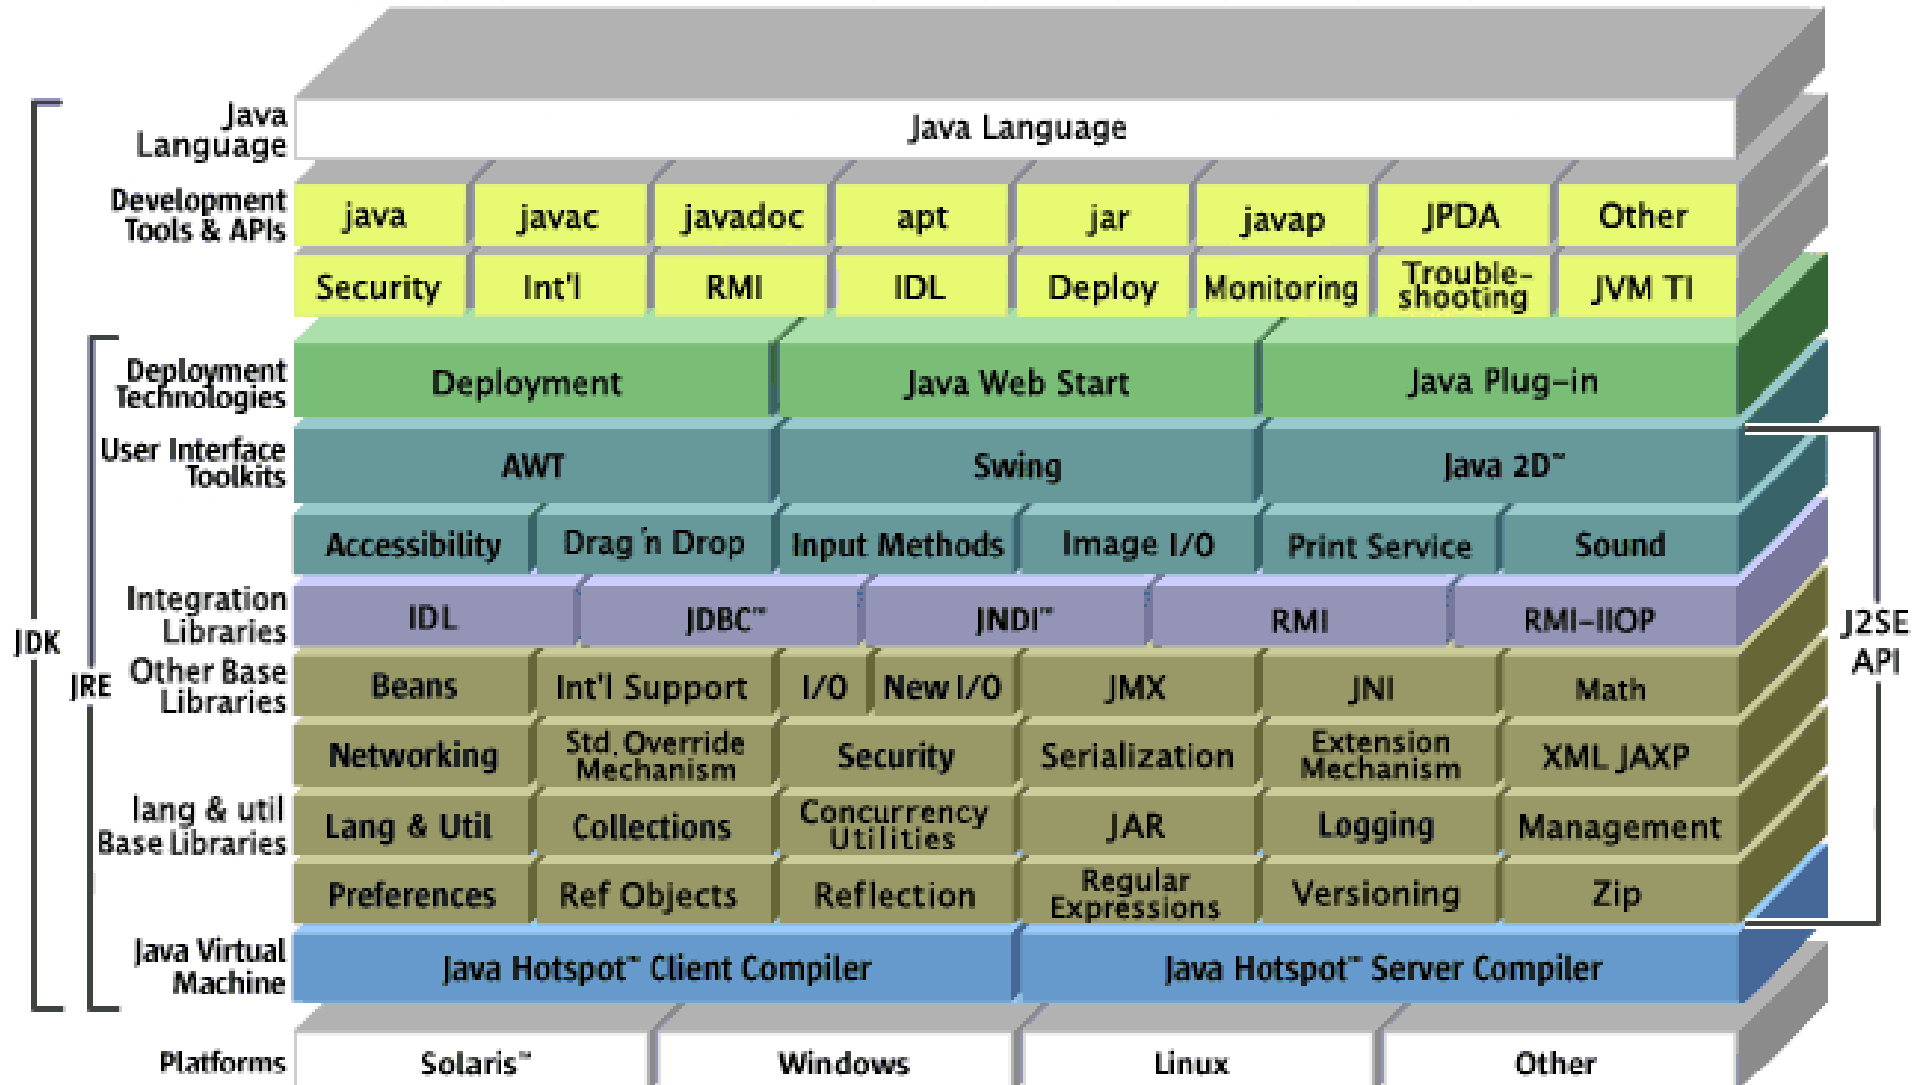 Java
Language
Java Language
Development
Tools & APIs
java
javac
javadoc
apt
jar
javap
JPDA
Other
Security
Int'l
RMI
IDL
Deploy
Monitoring
Trouble-
shooting
JVM TI
Deployment
Technologies
Deployment
Java Web Start
Java Plug-in
User Interface
Toolkits
AWT
Swing
Java 2D™
Accessibility
Drag 'n Drop
Input Methods
Image I/O
Print Service
Sound
Integration
Libraries
IDL
JDBC™
JNDI™
RMI
RMI-IIOP
JDK
JRE
J2SE
API
Other Base
Libraries
Beans
Int'l Support
I/O
New I/O
JMX
JNI
Math
Networking
Std. Override
Mechanism
Security
Serialization
Extension
Mechanism
XML JAXP
lang & util
Base Libraries
Lang & Util
Collections
Concurrency
Utilities
JAR
Logging
Management
Preferences
Ref Objects
Reflection
Regular
Expressions
Versioning
Zip
Java Virtual
Machine
Java Hotspot™ Client Compiler
Java Hotspot™ Server Compiler
Platforms
Solaris™
Windows
Linux
Other